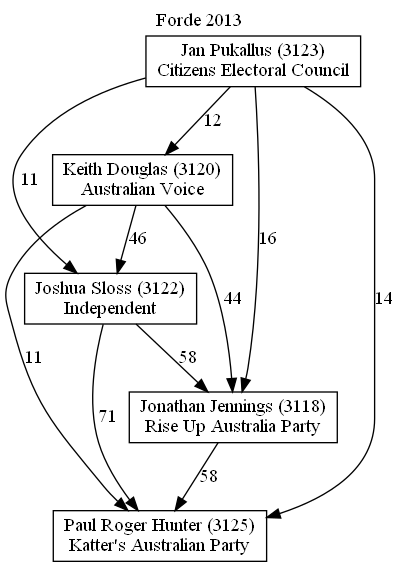 Forde 2013
Jan Pukallus (3123)
Citizens Electoral Council
12
Keith Douglas (3120)
Australian Voice
11
46
16
Joshua Sloss (3122)
Independent
44
14
11
58
71
Jonathan Jennings (3118)
Rise Up Australia Party
58
Paul Roger Hunter (3125)
Katter's Australian Party